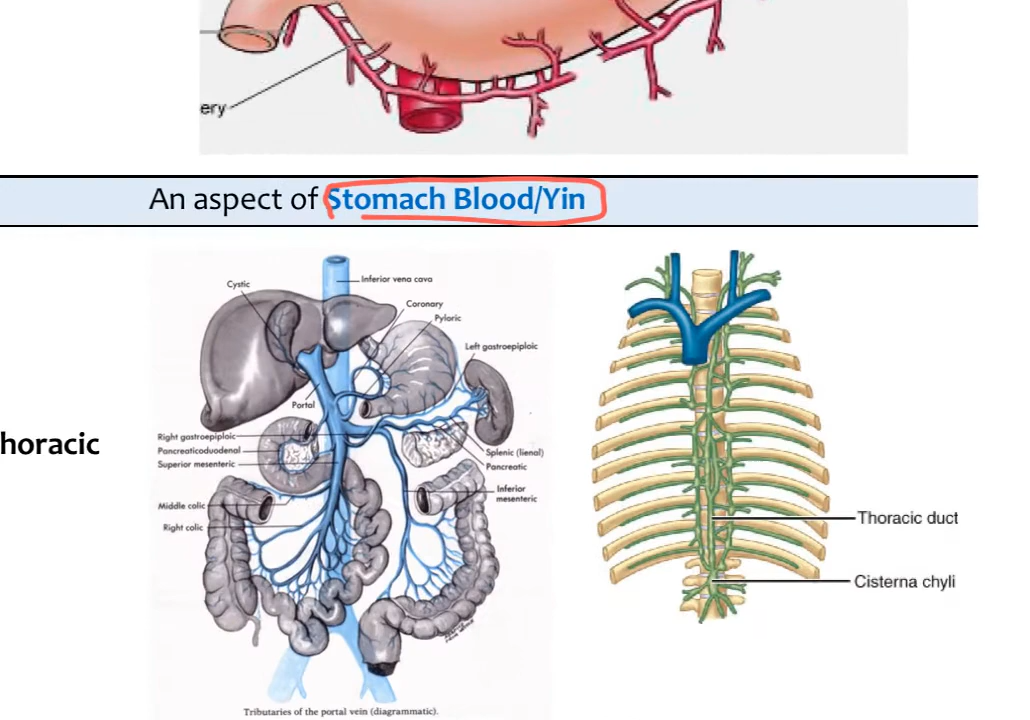 ery
An aspect of Stomach Blood/Yin
Cystic
Inferior vena cava
Coronary
Pyloric
Left gastroepiploic
Portal
Right gastroepiploic
Pancreaticoduodenal
Superior mesenteric
Splenic (lienal)
Pancreatic
Middle colic
Inferior
mesenteric
Right colic
Tributaries of the portal vein (diagrammatic).
horacic
Thoracic duct
Cisterna chyli